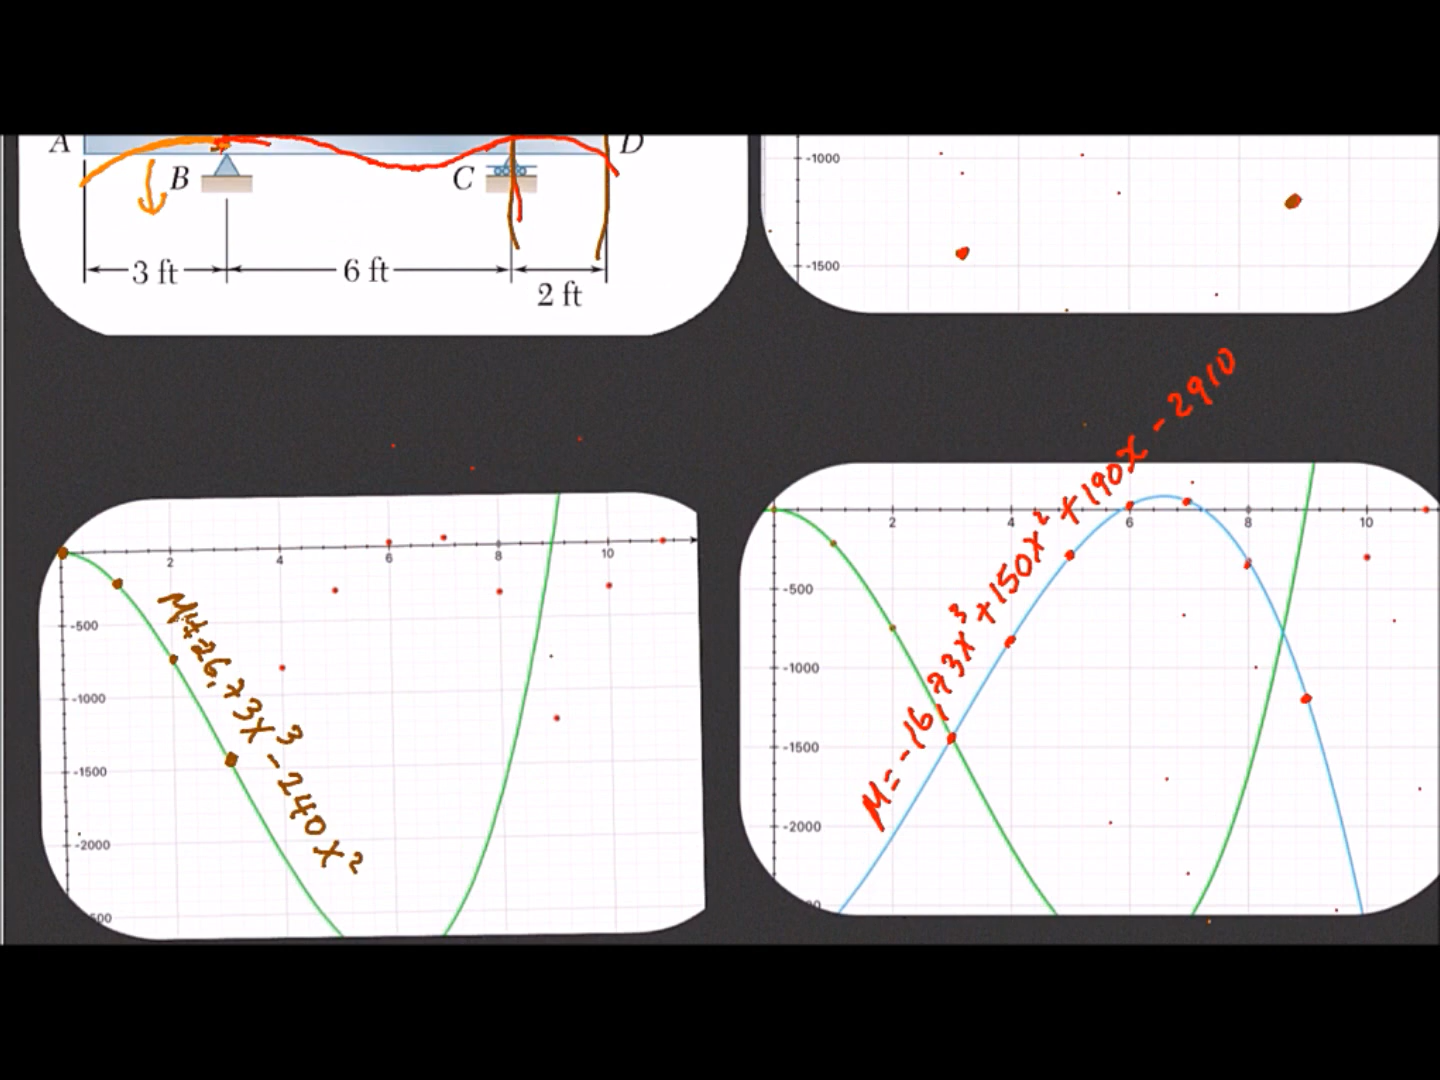 A
D
B
C
3 ft
6 ft
2 ft
-1000
-1500
M=-16,73x³+150x²+190x-2910
2
4
6
8
10
-500
-1000
-1500
-2000
M=26,73x³-240x²
2
4
6
8
10
-500
-1000
-1500
-2000